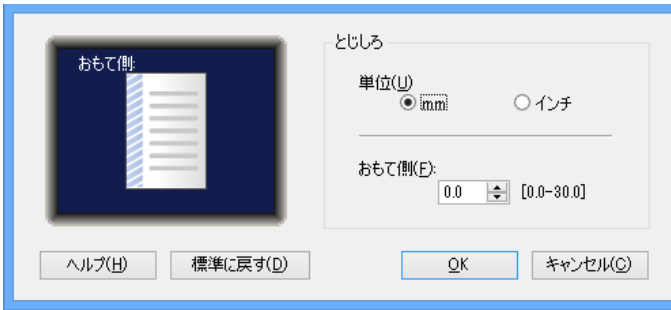 おもて側:
とじしろ
単位(U)
mm
インチ
おもて側(F):
0.0
[0.0-30.0]
ヘルプ(H)
標準に戻す(D)
OK
キャンセル(C)